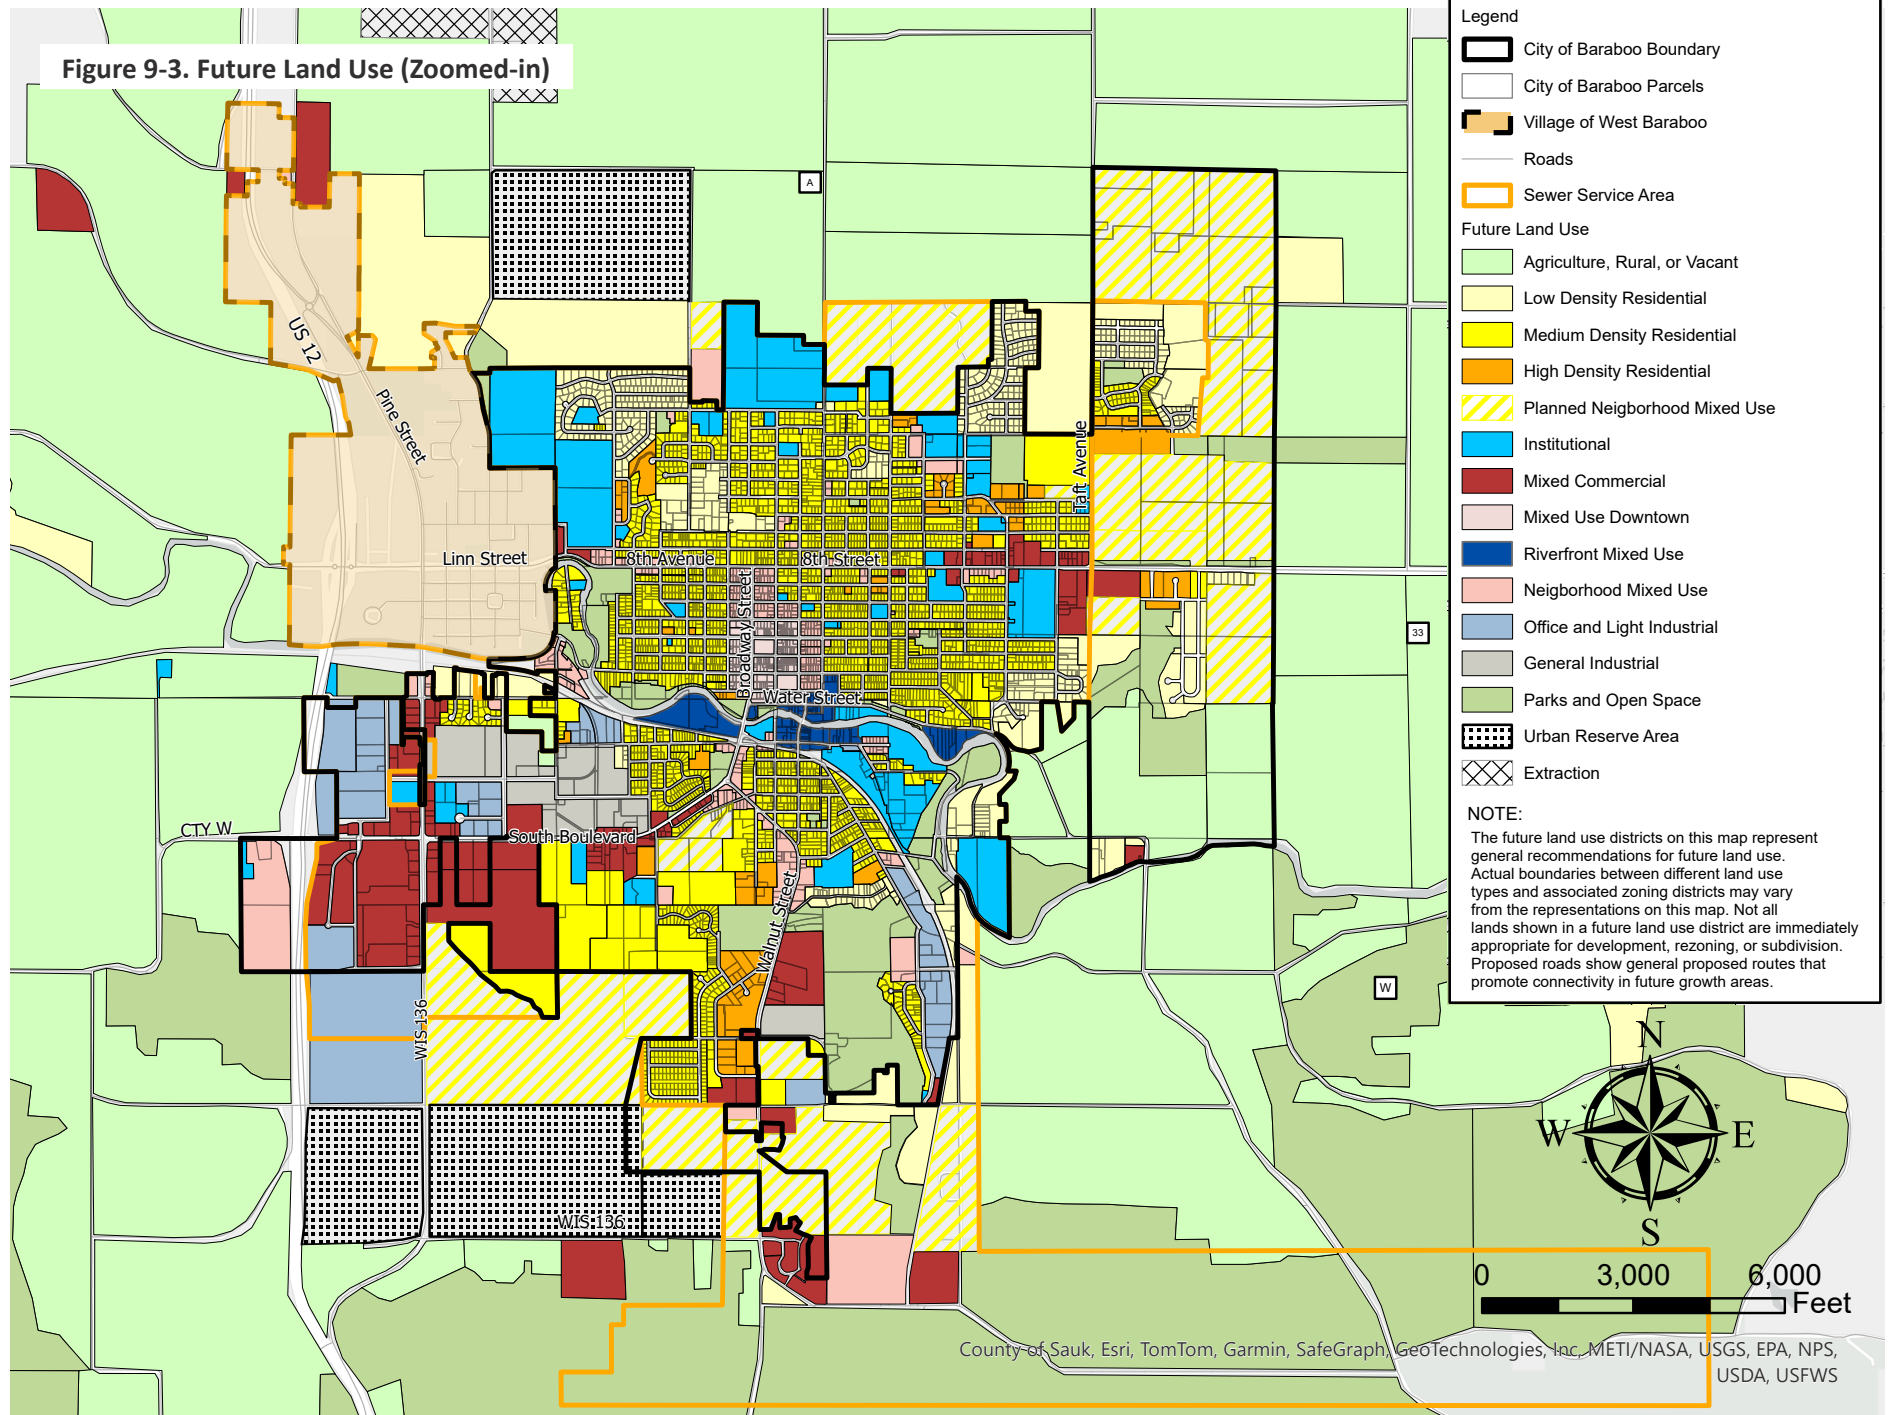 Figure 9-3. Future Land Use (Zoomed-in)
Legend
City of Baraboo Boundary
City of Baraboo Parcels
Village of West Baraboo
Roads
Sewer Service Area
Future Land Use
Agriculture, Rural, or Vacant
Low Density Residential
Medium Density Residential
High Density Residential
Planned Neigborhood Mixed Use
Institutional
Mixed Commercial
Mixed Use Downtown
Riverfront Mixed Use
Neigborhood Mixed Use
Office and Light Industrial
General Industrial
Parks and Open Space
Urban Reserve Area
Extraction
NOTE:
The future land use districts on this map represent
general recommendations for future land use.
Actual boundaries between different land use
types and associated zoning districts may vary
from the representations on this map. Not all
lands shown in a future land use district are immediately
appropriate for development, rezoning, or subdivision.
Proposed roads show general proposed routes that
promote connectivity in future growth areas.
A
US 12
Pine Street
Taft Avenue
Linn Street
8th Avenue
8th Street
Broadway Street
33
Water Street
CTY W
South Boulevard
Walnut Street
W
WIS 136
WIS 136
N
W
E
S
0
3,000
6,000
Feet
County of Sauk, Esri, TomTom, Garmin, SafeGraph, GeoTechnologies, Inc, METI/NASA, USGS, EPA, NPS,
USDA, USFWS